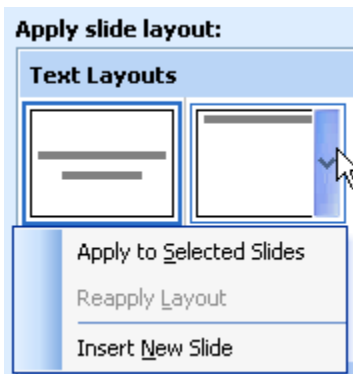 Apply slide layout:
Text Layouts
Apply to Selected Slides
Reapply Layout
Insert New Slide